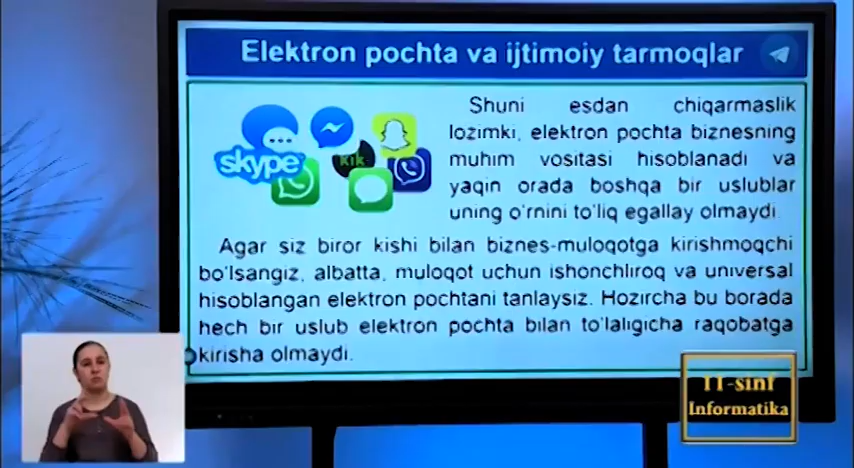 Elektron pochta va ijtimoiy tarmoqlar
skype
kik
Shuni esdan chiqarmaslik
lozimki, elektron pochta biznesning
muhim vositasi hisoblanadi va
yaqin orada boshqa bir uslublar
uning o'rnini to'liq egallay olmaydi.
Agar siz biror kishi bilan biznes-muloqotga kirishmoqchi
bo'lsangiz, albatta, muloqot uchun ishonchliroq va universal
hisoblangan elektron pochtani tanlaysiz. Hozircha bu borada
hech bir uslub elektron pochta bilan to'laligicha raqobatga
kirisha olmaydi.
11-sinf
Informatika